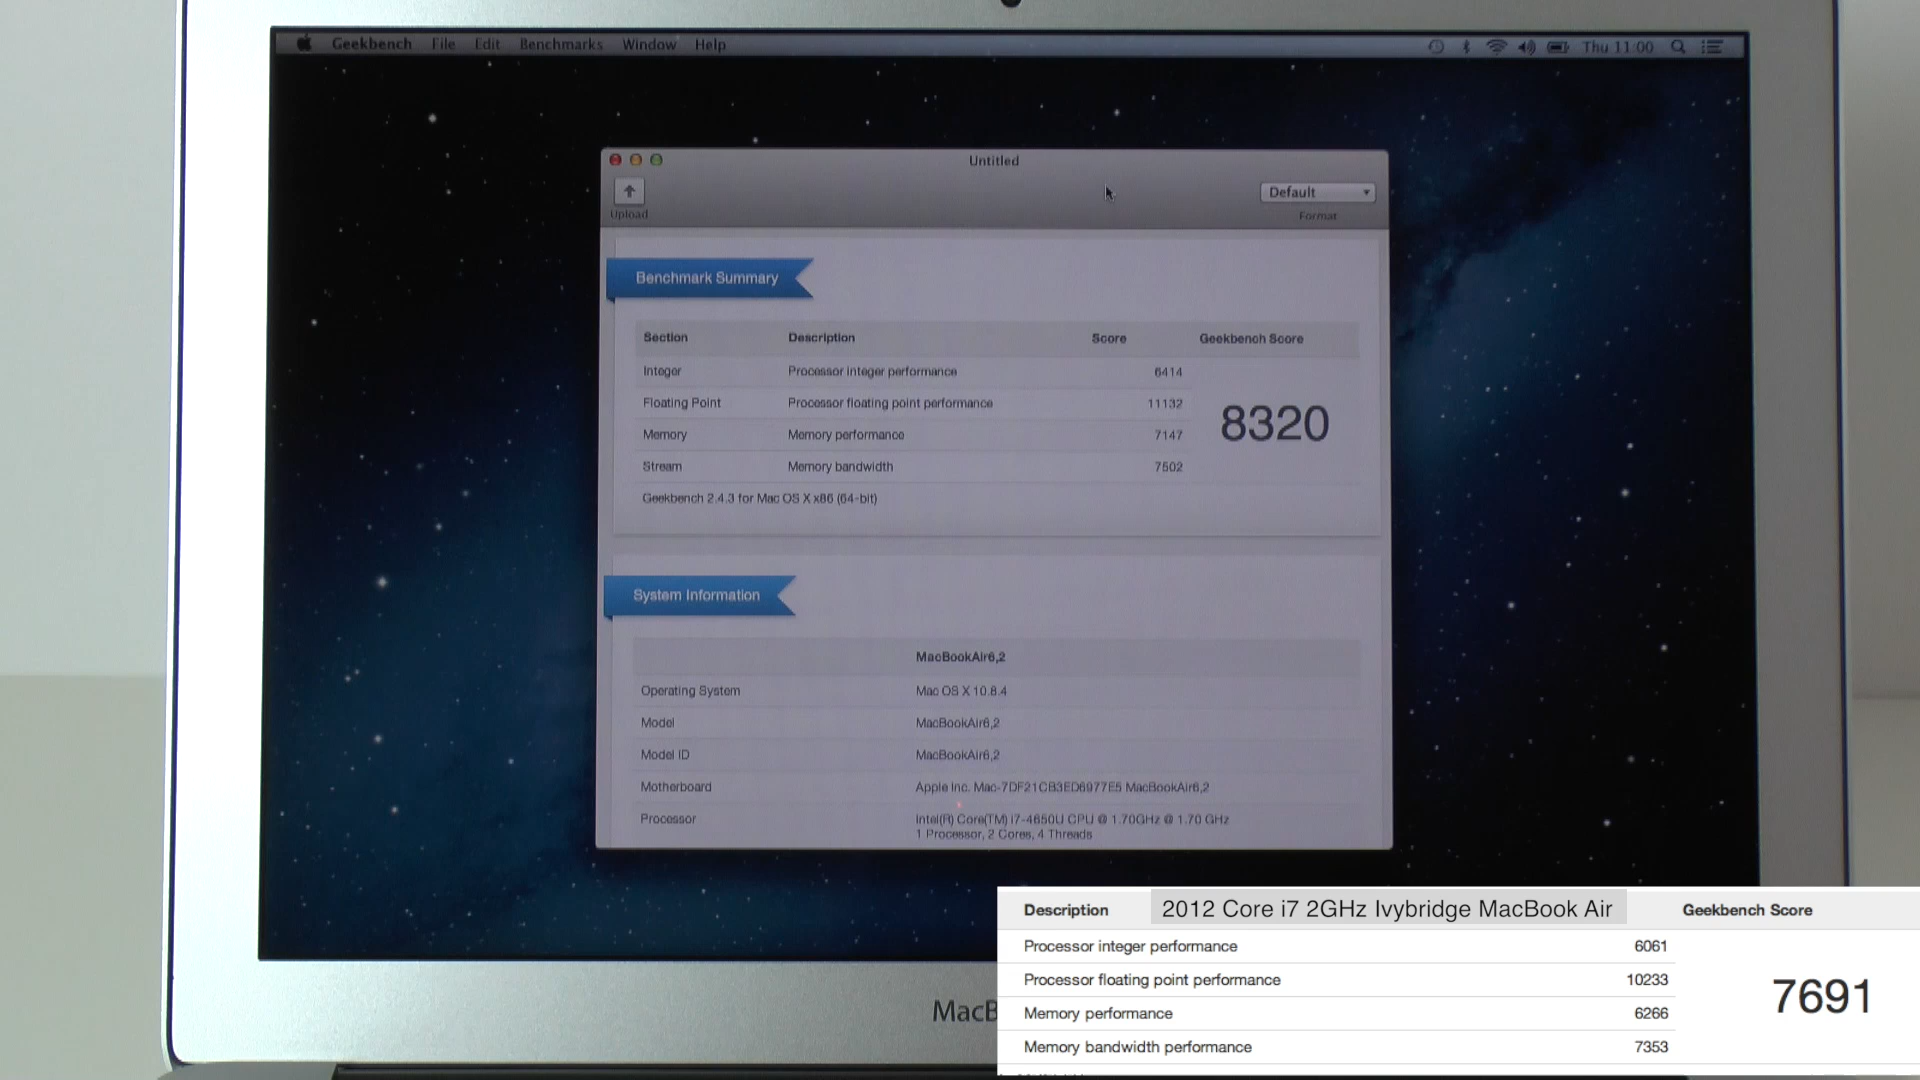 Geekbench File Edit Benchmarks Window Help Thu 11:00
Untitled
Default
Upload Format
Benchmark Summary
Section Description Score Geekbench Score
Integer Processor integer performance 6414
Floating Point Processor floating point performance 11132
8320
Memory Memory performance 7147
Stream Memory bandwidth 7502
Geekbench 2.4.3 for Mac OS X x86 (64-bit)
System Information
MacBookAir6,2
Operating System Mac OS X 10.8.4
Model MacBookAir6,2
Model ID MacBookAir6,2
Motherboard Apple Inc. Mac-7DF21CB3ED6977E5 MacBookAir6,2
Processor Intel(R) Core(TM) i7-4650U CPU @ 1.70GHz @ 1.70 GHz
1 Processor, 2 Cores, 4 Threads
Description 2012 Core i7 2GHz Ivybridge MacBook Air Geekbench Score
Processor integer performance 6061
Processor floating point performance 10233
7691
Memory performance 6266
Memory bandwidth performance 7353
MacB